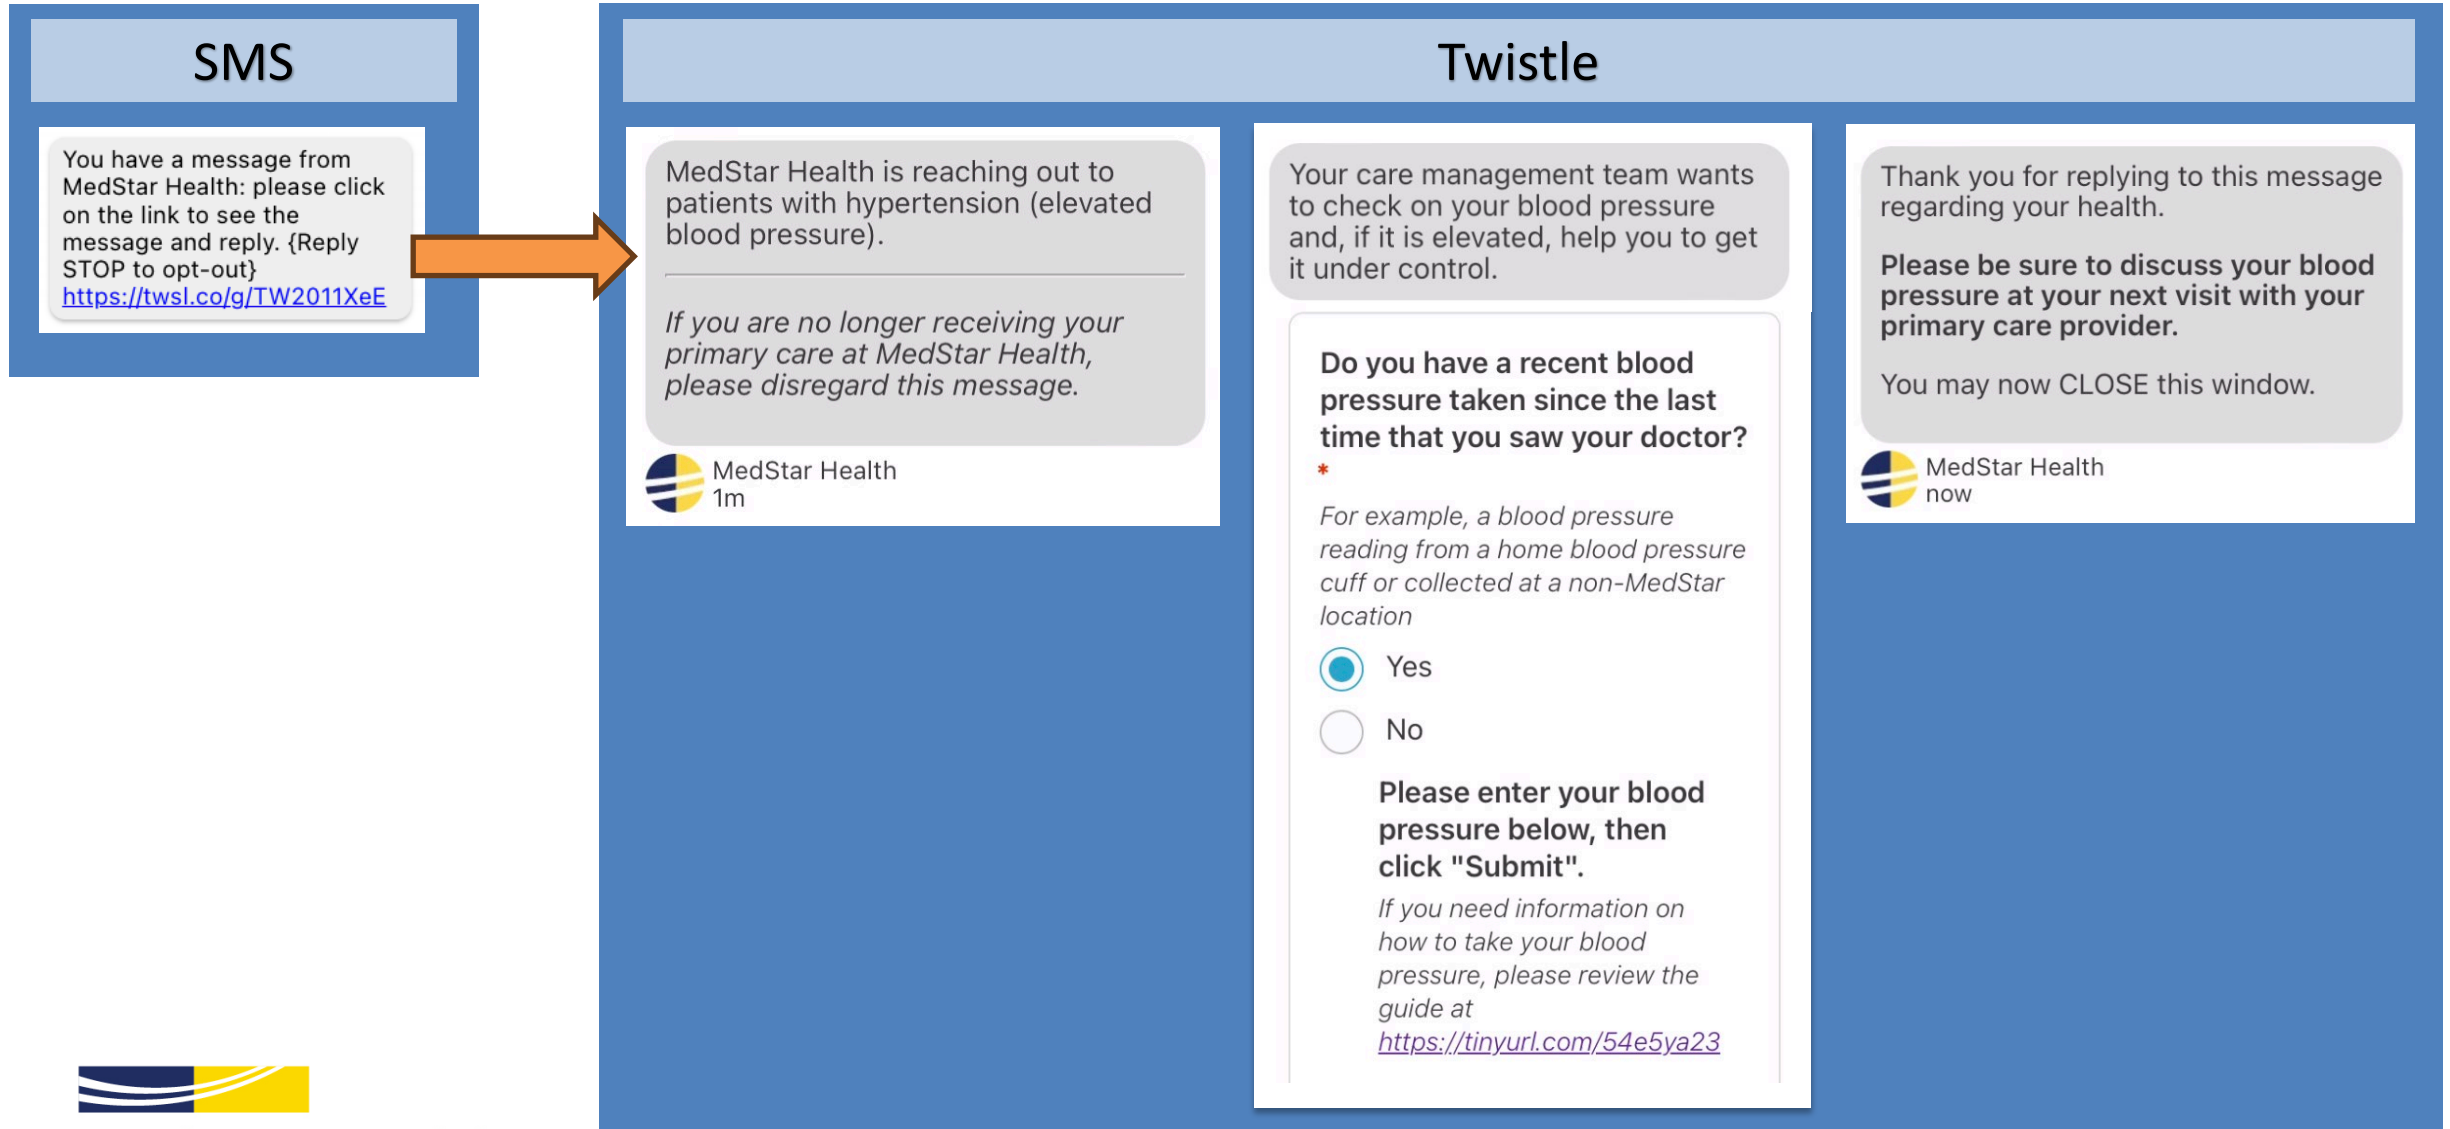 SMS
You have a message from
MedStar Health: please click
on the link to see the
message and reply. {Reply
STOP to opt-out}
https://twsl.co/g/TW2011XeE
Twistle
MedStar Health is reaching out to
patients with hypertension (elevated
blood pressure).
If you are no longer receiving your
primary care at MedStar Health,
please disregard this message.
MedStar Health
1m
Your care management team wants
to check on your blood pressure
and, if it is elevated, help you to get
it under control.
Do you have a recent blood
pressure taken since the last
time that you saw your doctor?
*
For example, a blood pressure
reading from a home blood pressure
cuff or collected at a non-MedStar
location
Yes
No
Please enter your blood
pressure below, then
click "Submit".
If you need information on
how to take your blood
pressure, please review the
guide at
https://tinyurl.com/54e5ya23
Thank you for replying to this message
regarding your health.
Please be sure to discuss your blood
pressure at your next visit with your
primary care provider.
You may now CLOSE this window.
MedStar Health
now